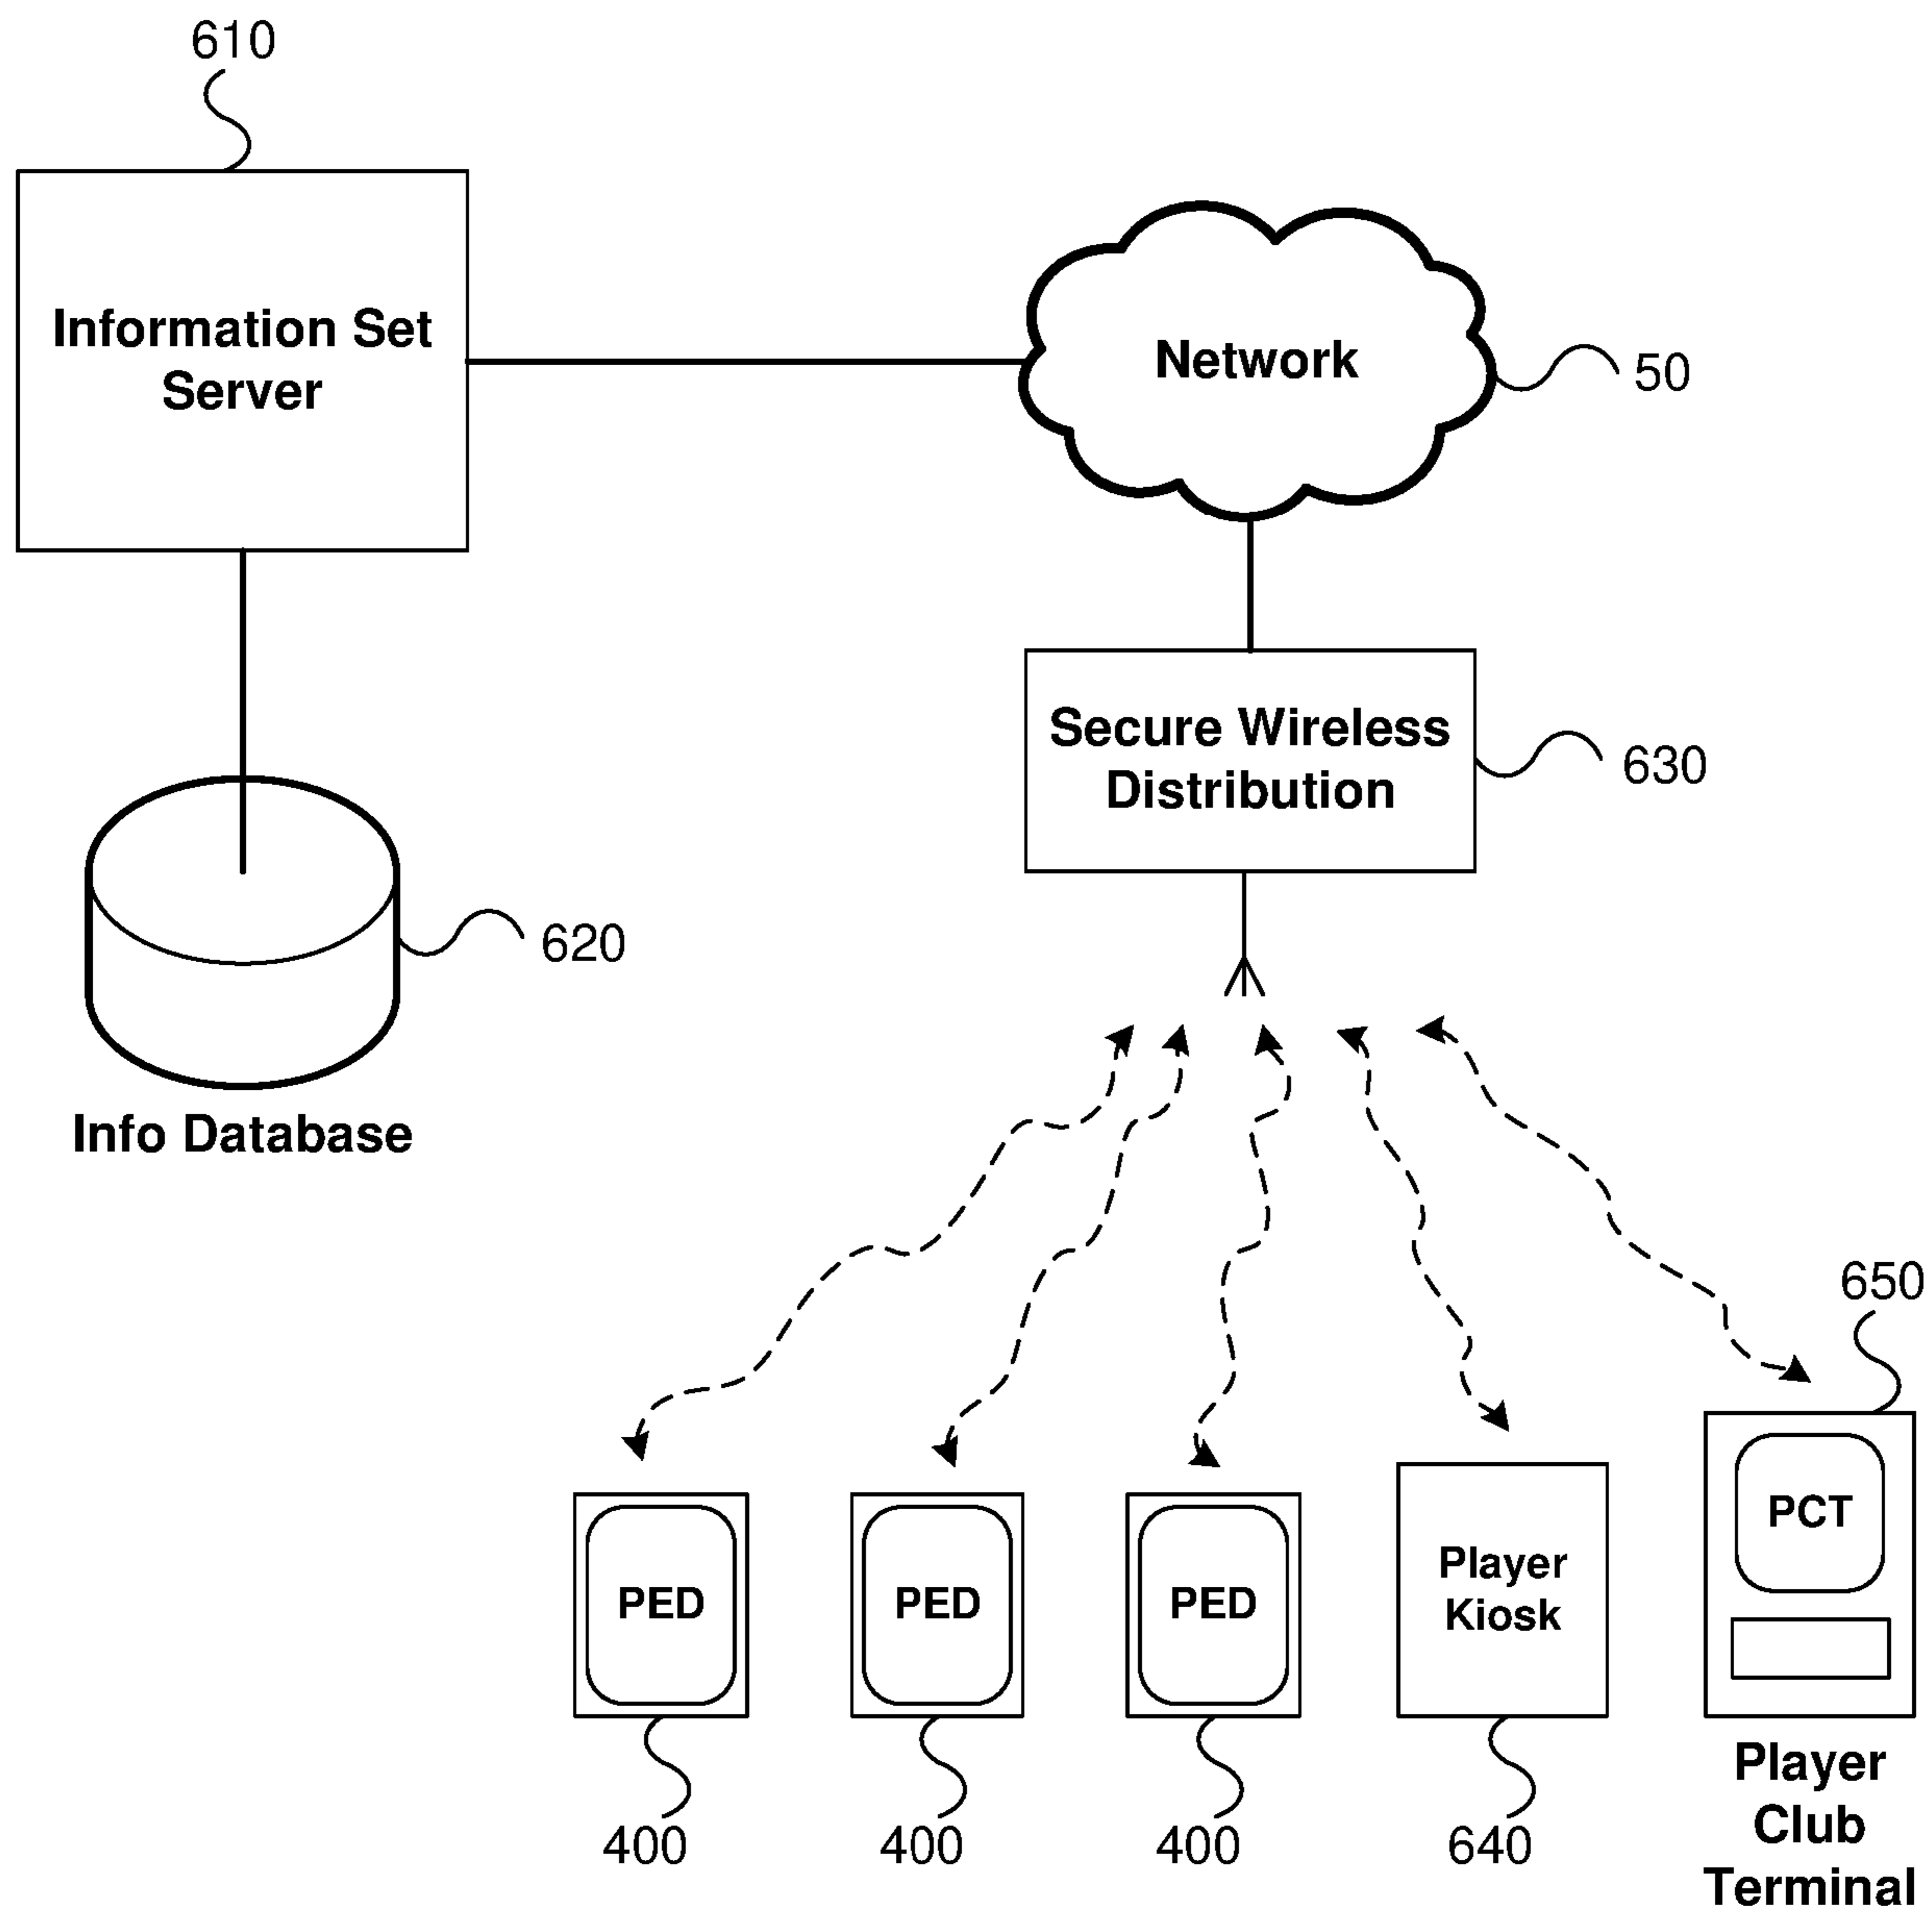 610
Information Set
Server
Network
50
Secure Wireless
Distribution
630
620
Info Database
650
PCT
Player
Kiosk
PED
PED
PED
Player
Club
Terminal
400
400
400
640